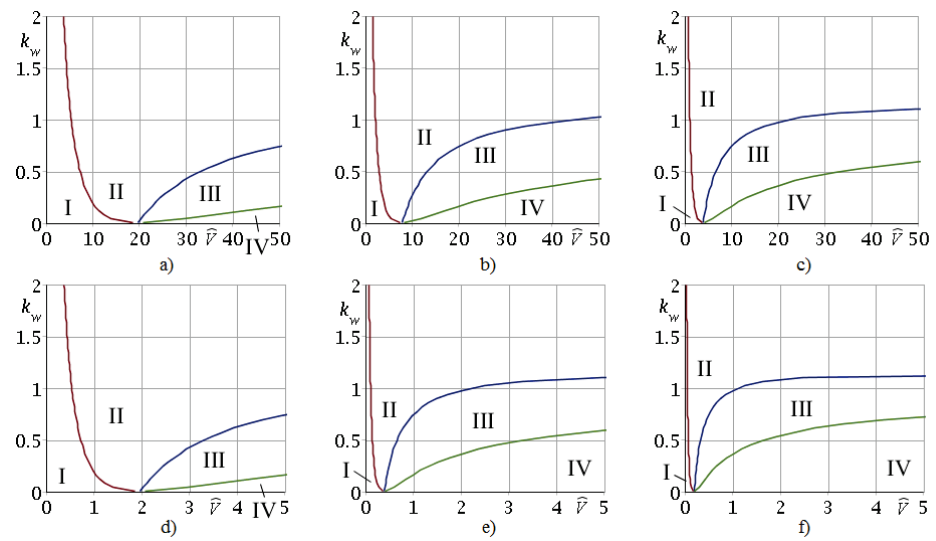 2 2 2
k_w k_w k_w
1.5 1.5 1.5
II
1 1 1
II
0.5 II III 0.5 III 0.5 III
I I IV I IV
0 IV 0 0
0 10 20 30 40 ν̂ 50 0 10 20 30 ν̂ 50 0 10 20 30 ν̂ 50
a) b) c)
2 2 2
k_w k_w k_w
1.5 1.5 1.5
II
1 1 1
II II III
0.5 III 0.5 III 0.5
I I IV I IV
0 IV 0 0
0 1 2 3 ν̂ 4 5 0 1 2 3 4 ν̂ 5 0 1 2 3 4 ν̂ 5
d) e) f)